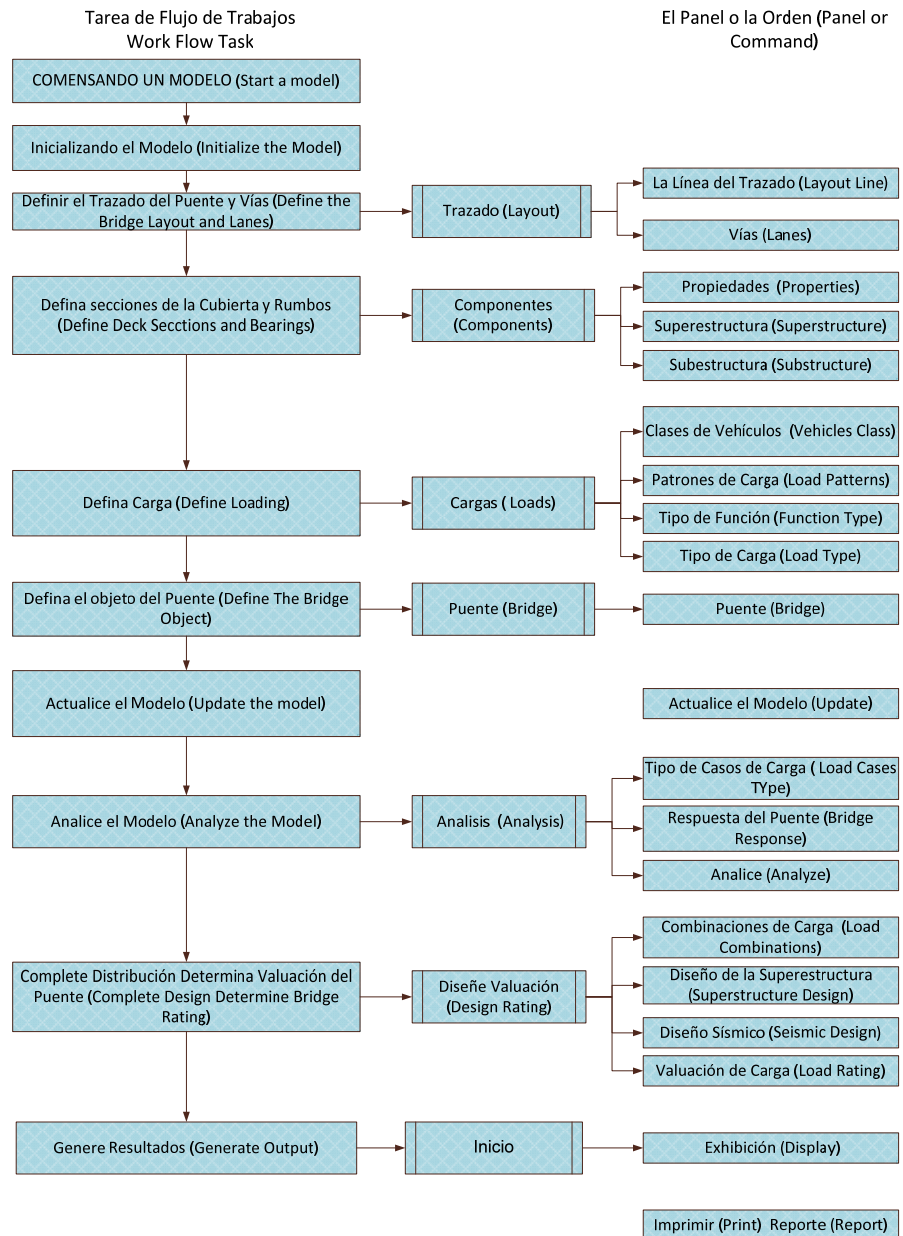 Tarea de Flujo de Trabajos
Work Flow Task
El Panel o la Orden (Panel or
Command)
COMENSANDO UN MODELO (Start a model)
Inicializando el Modelo (Initialize the Model)
Definir el Trazado del Puente y Vías (Define the
Bridge Layout and Lanes)
Trazado (Layout)
La Línea del Trazado (Layout Line)
Vías (Lanes)
Defina secciones de la Cubierta y Rumbos
(Define Deck Secctions and Bearings)
Componentes
(Components)
Propiedades (Properties)
Superestructura (Superstructure)
Subestructura (Substructure)
Defina Carga (Define Loading)
Cargas ( Loads)
Clases de Vehículos (Vehicles Class)
Patrones de Carga (Load Patterns)
Tipo de Función (Function Type)
Tipo de Carga (Load Type)
Defina el objeto del Puente (Define The Bridge
Object)
Puente (Bridge)
Puente (Bridge)
Actualice el Modelo (Update the model)
Actualice el Modelo (Update)
Analice el Modelo (Analyze the Model)
Analisis (Analysis)
Tipo de Casos de Carga ( Load Cases
TYpe)
Respuesta del Puente (Bridge
Response)
Analice (Analyze)
Complete Distribución Determina Valuación del
Puente (Complete Design Determine Bridge
Rating)
Diseñe Valuación
(Design Rating)
Combinaciones de Carga (Load
Combinations)
Diseño de la Superestructura
(Superstructure Design)
Diseño Sísmico (Seismic Design)
Valuación de Carga (Load Rating)
Genere Resultados (Generate Output)
Inicio
Exhibición (Display)
Imprimir (Print) Reporte (Report)